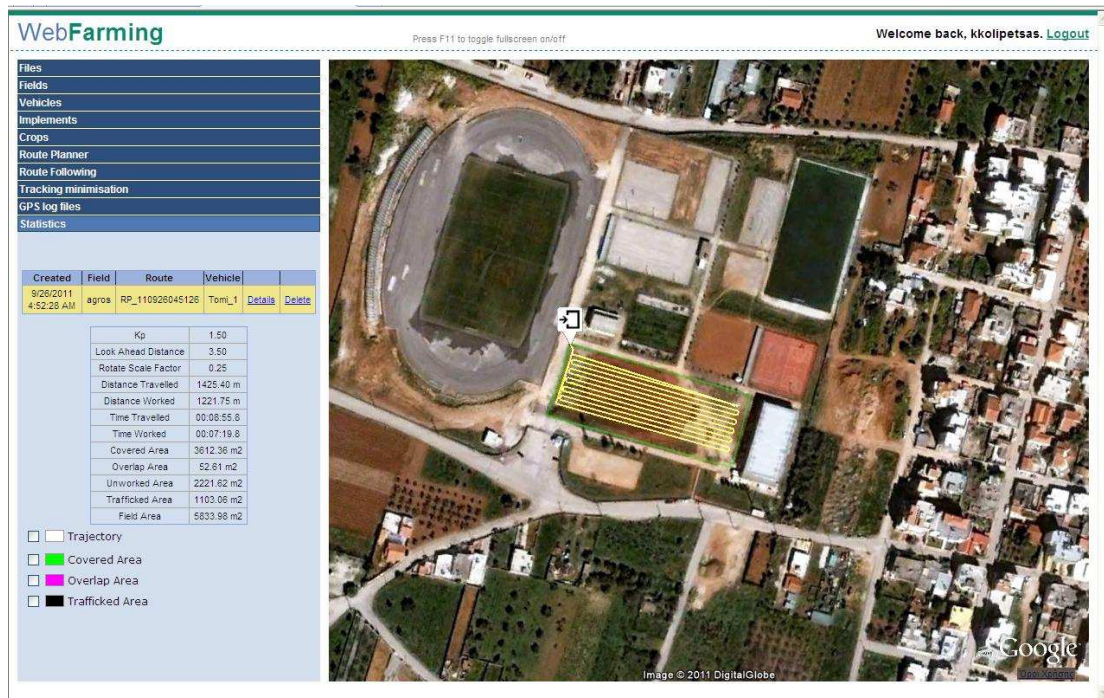 WebFarming
Press F11 to toggle fullscreen on/off
Welcome back, kkolipetsas. Logout
Files
Fields
Vehicles
Implements
Crops
Route Planner
Route Following
Tracking minimisation
GPS log files
Statistics
Created Field Route Vehicle
9/26/2011 4:52:28 AM agros RP_110926045126 Tomi_1 Details Delete
Kp 1.50
Look Ahead Distance 3.50
Rotate Scale Factor 0.25
Distance Travelled 1425.40 m
Distance Worked 1221.75 m
Time Travelled 00:08:55.8
Time Worked 00:07:19.8
Covered Area 3612.36 m2
Overlap Area 52.61 m2
Unworked Area 2221.62 m2
Trafficked Area 1103.06 m2
Field Area 5833.98 m2
Trajectory
Covered Area
Overlap Area
Trafficked Area
Google
Image © 2011 DigitalGlobe
Όροι Χρήσης